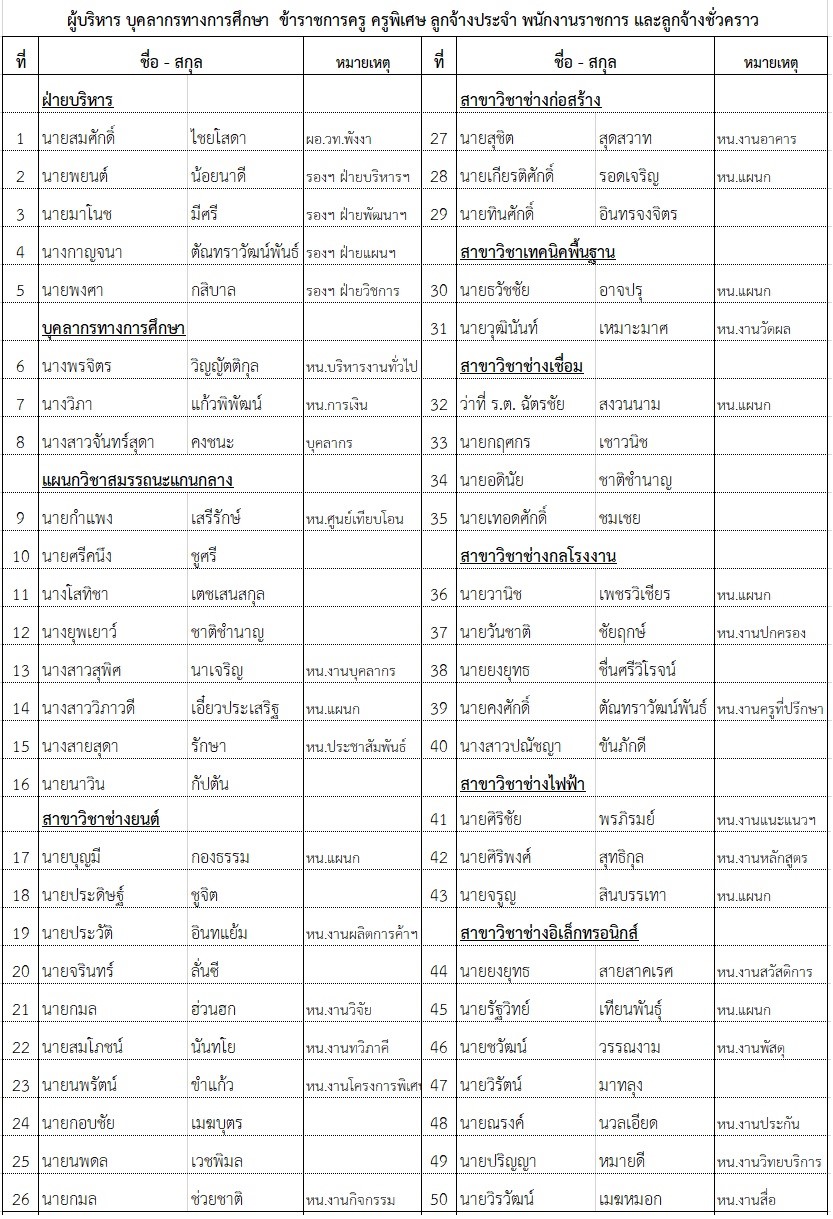 ผู้บริหาร บุคลากรทางการศึกษา ข้าราชการครู ครูพิเศษ ลูกจ้างประจำ พนักงานราชการ และลูกจ้างชั่วคราว
ที่ ชื่อ - สกุล หมายเหตุ
ฝ่ายบริหาร
1 นายสมศักดิ์ ไชยโสดา ผอ.วท.พังงา
2 นายพยนต์ น้อยนาดี รองฯ ฝ่ายบริหารฯ
3 นายมาโนช มีศรี รองฯ ฝ่ายพัฒนาฯ
4 นางกาญจนา ตัณฑราวัฒน์พันธ์ รองฯ ฝ่ายแผนฯ
5 นายพงศา กสิบาล รองฯ ฝ่ายวิชการ
บุคลากรทางการศึกษา
6 นางพรจิตร วิญญัตติกุล หน.บริหารงานทั่วไป
7 นางวิภา แก้วพิพัฒน์ หน.การเงิน
8 นางสาวจันทร์สุดา คงชนะ บุคลากร
แผนกวิชาสมรรถนะแกนกลาง
9 นายกำแพง เสรีรักษ์ หน.ศูนย์เทียบโอน
10 นายศรีคนึง ชูศรี
11 นางโสทิชา เตชเสนสกุล
12 นางยุพเยาว์ ชาติชำนาญ
13 นางสาวสุพิศ นาเจริญ หน.งานบุคลากร
14 นางสาววิภาวดี เอี๋ยวประเสริฐ หน.แผนก
15 นางสายสุดา รักษา หน.ประชาสัมพันธ์
16 นายนาวิน กัปตัน
สาขาวิชาช่างยนต์
17 นายบุญมี กองธรรม หน.แผนก
18 นายประดิษฐ์ ชูจิต
19 นายประวัติ อินทแย้ม หน.งานผลิตการค้าฯ
20 นายจรินทร์ ลั่นซี
21 นายกมล ฮ่วนฮก หน.งานวิจัย
22 นายสมโภชน์ นันทโย หน.งานทวิภาคี
23 นายนพรัตน์ ขำแก้ว หน.งานโครงการพิเศษ
24 นายกอบชัย เมฆบุตร
25 นายนพดล เวชพิมล
26 นายกมล ช่วยชาติ หน.งานกิจกรรม
ที่ ชื่อ - สกุล หมายเหตุ
สาขาวิชาช่างก่อสร้าง
27 นายสุชิต สุดสวาท หน.งานอาคาร
28 นายเกียรติศักดิ์ รอดเจริญ หน.แผนก
29 นายทินศักดิ์ อินทรจงจิตร
สาขาวิชาเทคนิคพื้นฐาน
30 นายธวัชชัย อาจปรุ หน.แผนก
31 นายวุฒินันท์ เหมาะมาศ หน.งานวัดผล
สาขาวิชาช่างเชื่อม
32 ว่าที่ ร.ต. ฉัตรชัย สงวนนาม หน.แผนก
33 นายกฤศกร เชาวนิช
34 นายอดินัย ชาติชำนาญ
35 นายเทอดศักดิ์ ชมเชย
สาขาวิชาช่างกลโรงงาน
36 นายวานิช เพชรวิเชียร หน.แผนก
37 นายวันชาติ ชัยฤกษ์ หน.งานปกครอง
38 นายยงยุทธ ชื่นศรีวิโรจน์
39 นายคงศักดิ์ ตัณฑราวัฒน์พันธ์ หน.งานครูที่ปรึกษา
40 นางสาวปณัชญา ขันภักดี
สาขาวิชาช่างไฟฟ้า
41 นายศิริชัย พรภิรมย์ หน.งานแนะแนวฯ
42 นายศิริพงศ์ สุทธิกุล หน.งานหลักสูตร
43 นายจรูญ สินบรรเทา หน.แผนก
สาขาวิชาช่างอิเล็กทรอนิกส์
44 นายยงยุทธ สายสาคเรศ หน.งานสวัสดิการ
45 นายรัฐวิทย์ เทียนพันธุ์ หน.แผนก
46 นายชวัฒน์ วรรณงาม หน.งานพัสดุ
47 นายวิรัตน์ มาทลุง
48 นายณรงค์ นวลเอียด หน.งานประกัน
49 นายปริญญา หมายดี หน.งานวิทยบริการ
50 นายวิรวัฒน์ เมฆหมอก หน.งานสื่อ